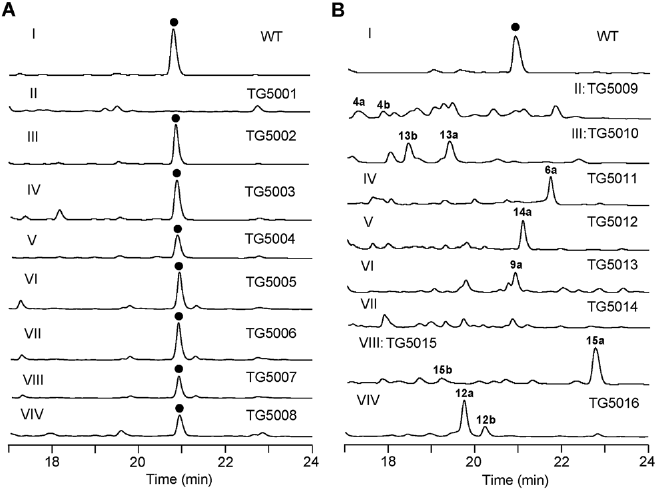 A
I WT
II TG5001
III TG5002
IV TG5003
V TG5004
VI TG5005
VII TG5006
VIII TG5007
VIV TG5008
18 20 22 24
Time (min)
B
I WT
II: TG5009
4a 4b
III: TG5010
13b 13a
IV 6a TG5011
V 14a TG5012
VI 9a TG5013
VII TG5014
VIII: TG5015
15b 15a
VIV 12a 12b TG5016
18 20 22 24
Time (min)